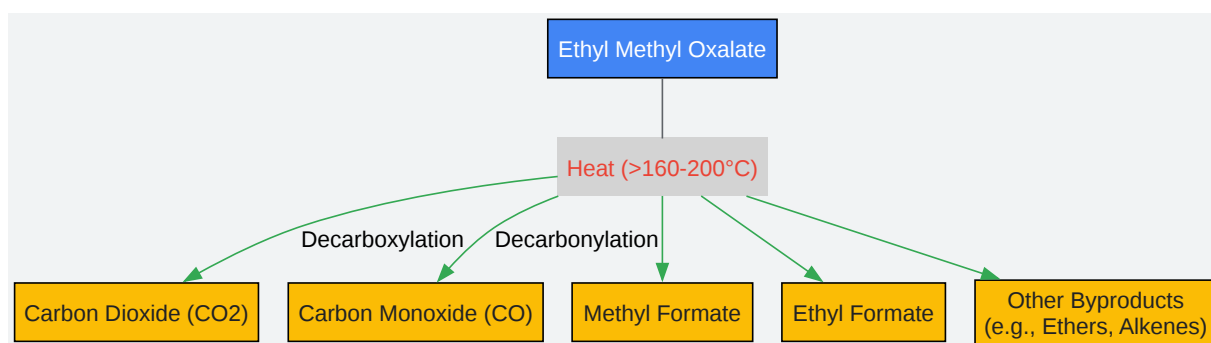 Ethyl Methyl Oxalate
Heat (>160-200°C)
Decarboxylation
Decarbonylation
Carbon Dioxide (CO2)
Carbon Monoxide (CO)
Methyl Formate
Ethyl Formate
Other Byproducts
(e.g., Ethers, Alkenes)